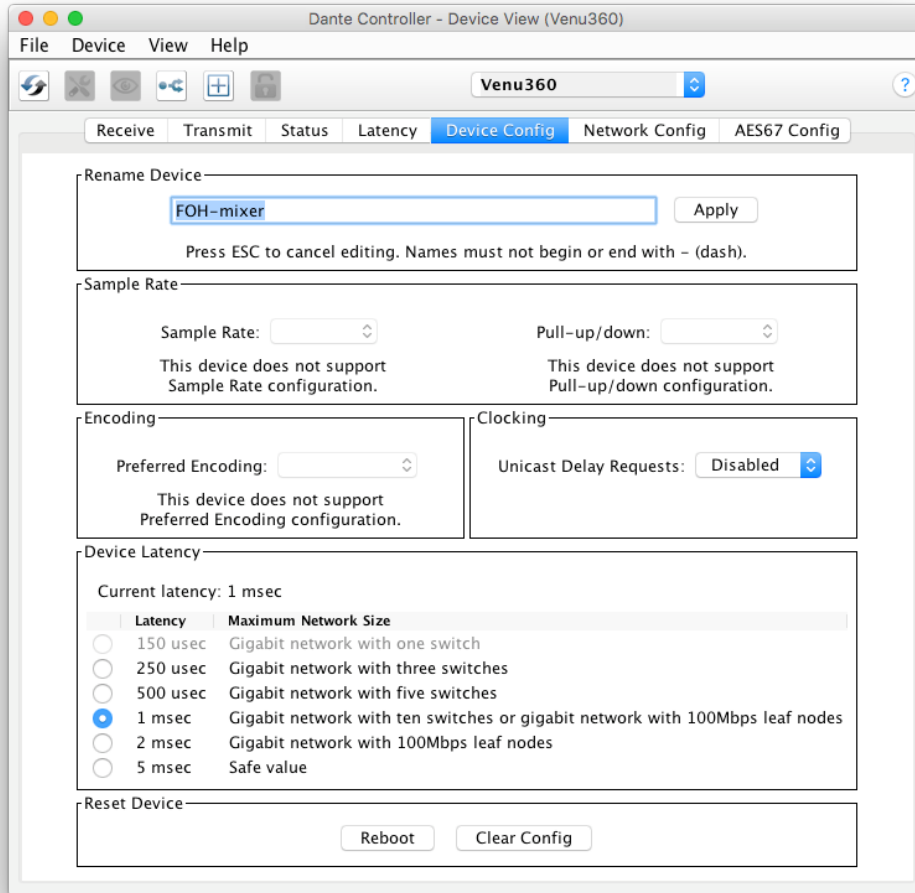 Dante Controller - Device View (Venu360)
File Device View Help
Venu360
?
Receive Transmit Status Latency Device Config Network Config AES67 Config
Rename Device
FOH-mixer Apply
Press ESC to cancel editing. Names must not begin or end with - (dash).
Sample Rate
Sample Rate: Pull-up/down:
This device does not support This device does not support
Sample Rate configuration. Pull-up/down configuration.
Encoding Clocking
Preferred Encoding: Unicast Delay Requests: Disabled
This device does not support
Preferred Encoding configuration.
Device Latency
Current latency: 1 msec
Latency Maximum Network Size
150 usec Gigabit network with one switch
250 usec Gigabit network with three switches
500 usec Gigabit network with five switches
1 msec Gigabit network with ten switches or gigabit network with 100Mbps leaf nodes
2 msec Gigabit network with 100Mbps leaf nodes
5 msec Safe value
Reset Device
Reboot Clear Config